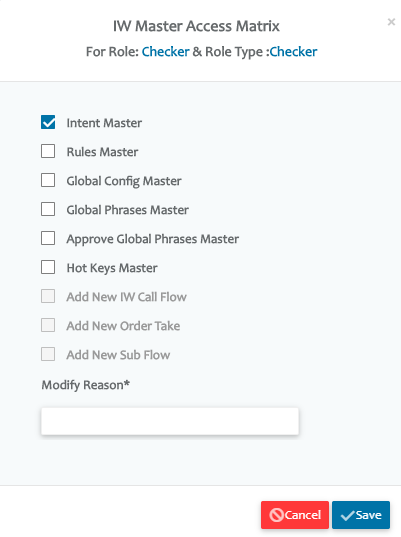 IW Master Access Matrix
×
For Role: Checker & Role Type :Checker
Intent Master
Rules Master
Global Config Master
Global Phrases Master
Approve Global Phrases Master
Hot Keys Master
Add New IW Call Flow
Add New Order Take
Add New Sub Flow
Modify Reason*
Cancel
Save